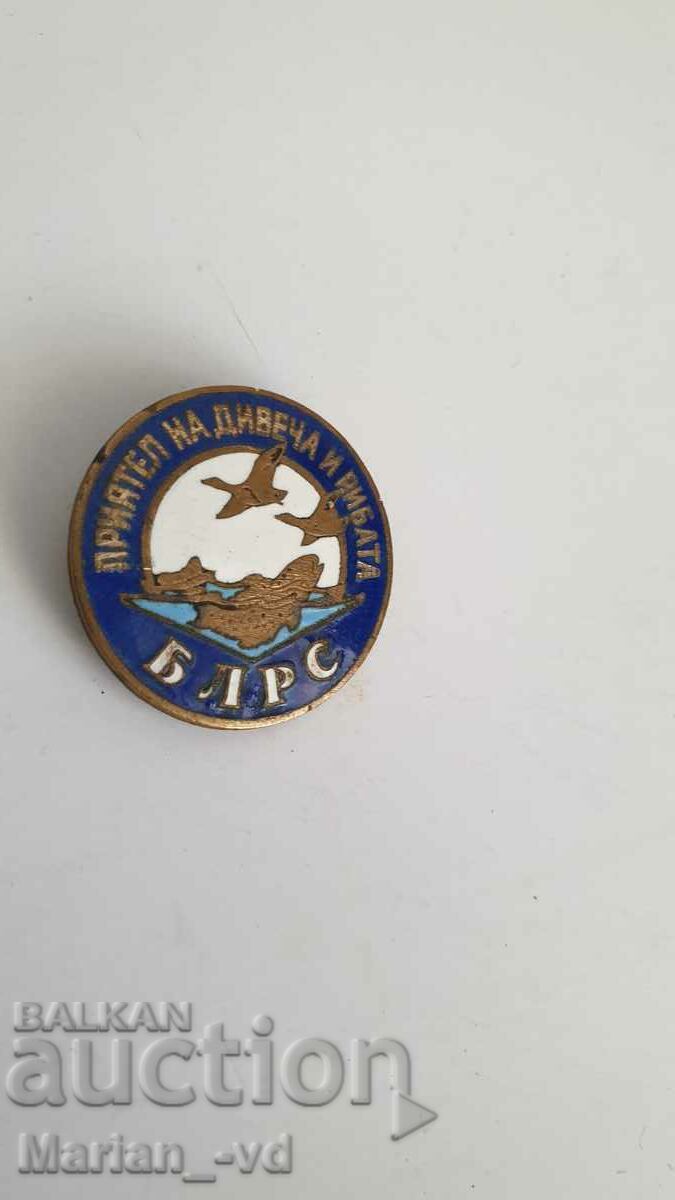 ПРИЯТЕЛ НА ДИВЕЧА И РИБАТА
БЛРС
BALKAN
auction
Marian_-vd